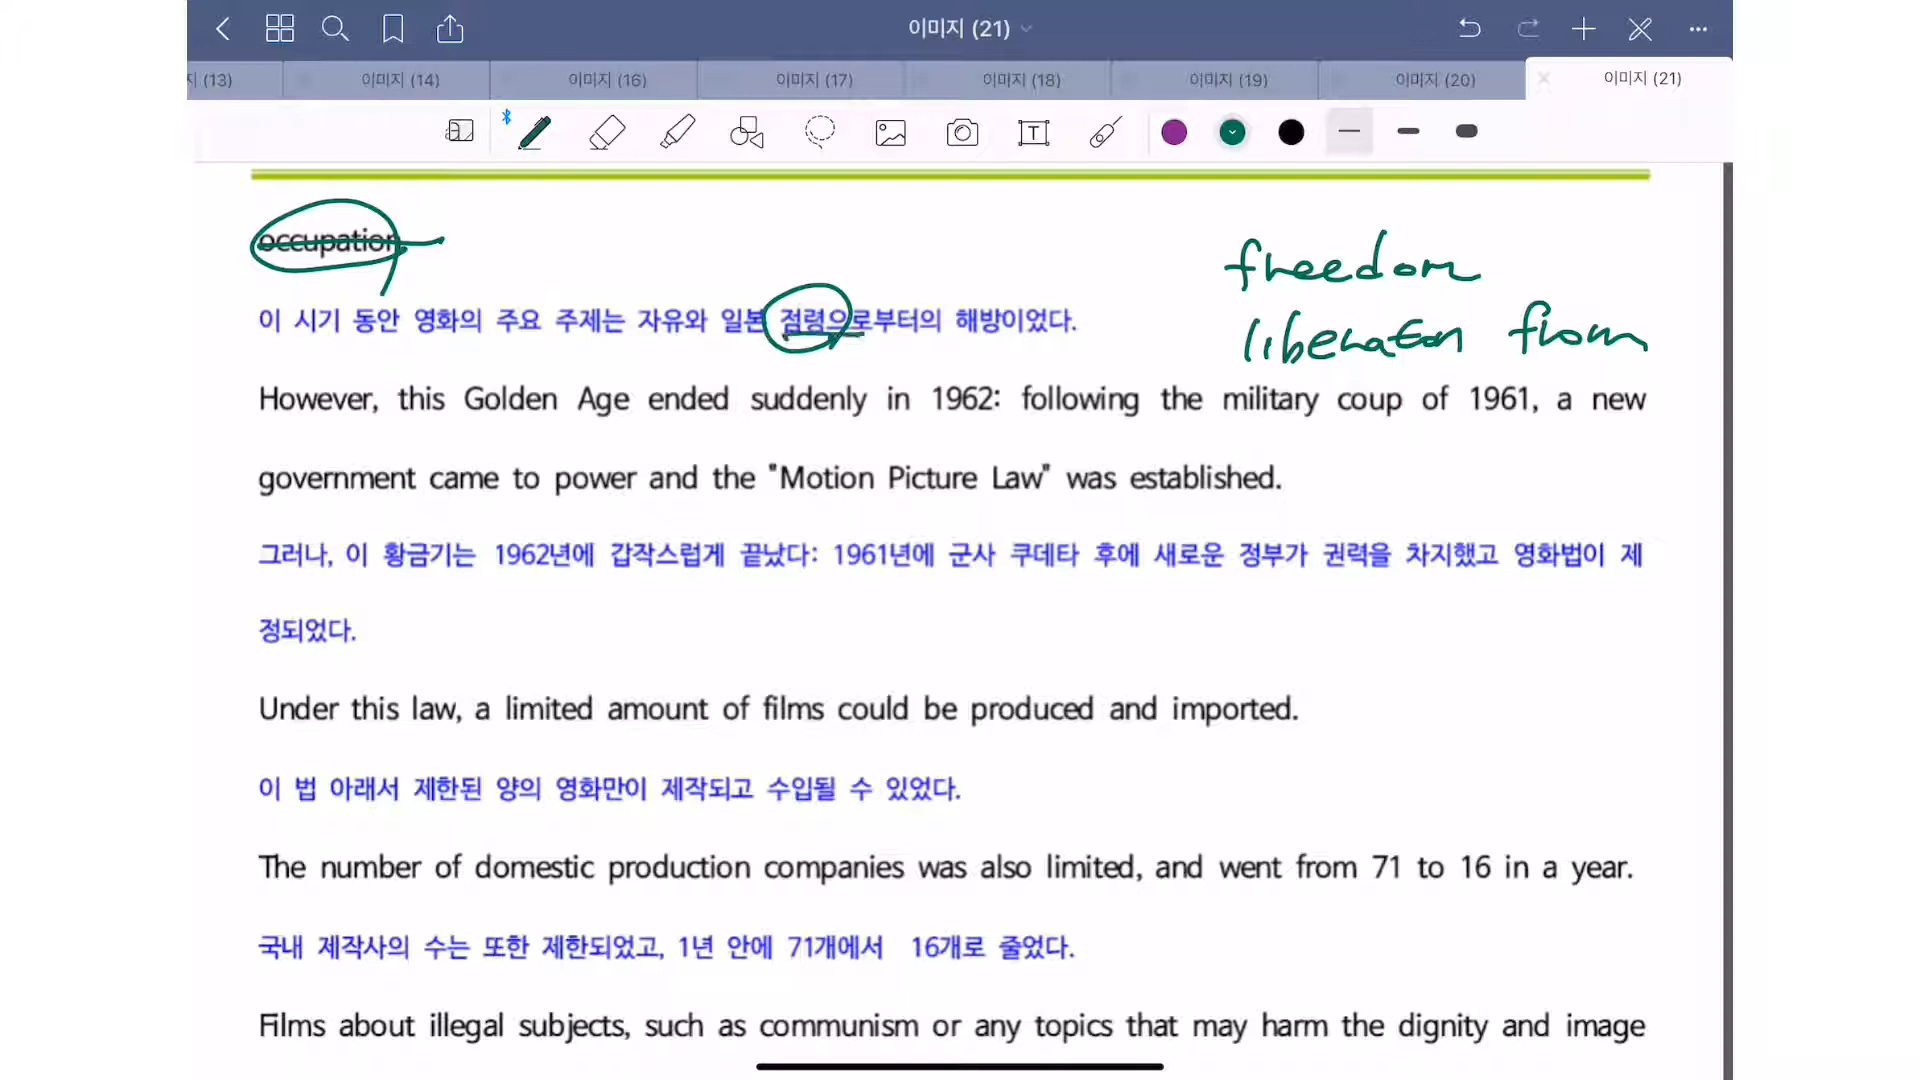 이미지 (21)
지 (13) 이미지 (14) 이미지 (16) 이미지 (17) 이미지 (18) 이미지 (19) 이미지 (20) 이미지 (21)
occupation
freedom
이 시기 동안 영화의 주요 주제는 자유와 일본 점령으로부터의 해방이었다.
liberation from
However, this Golden Age ended suddenly in 1962: following the military coup of 1961, a new
government came to power and the "Motion Picture Law" was established.
그러나, 이 황금기는 1962년에 갑작스럽게 끝났다: 1961년에 군사 쿠데타 후에 새로운 정부가 권력을 차지했고 영화법이 제
정되었다.
Under this law, a limited amount of films could be produced and imported.
이 법 아래서 제한된 양의 영화만이 제작되고 수입될 수 있었다.
The number of domestic production companies was also limited, and went from 71 to 16 in a year.
국내 제작사의 수는 또한 제한되었고, 1년 안에 71개에서 16개로 줄었다.
Films about illegal subjects, such as communism or any topics that may harm the dignity and image